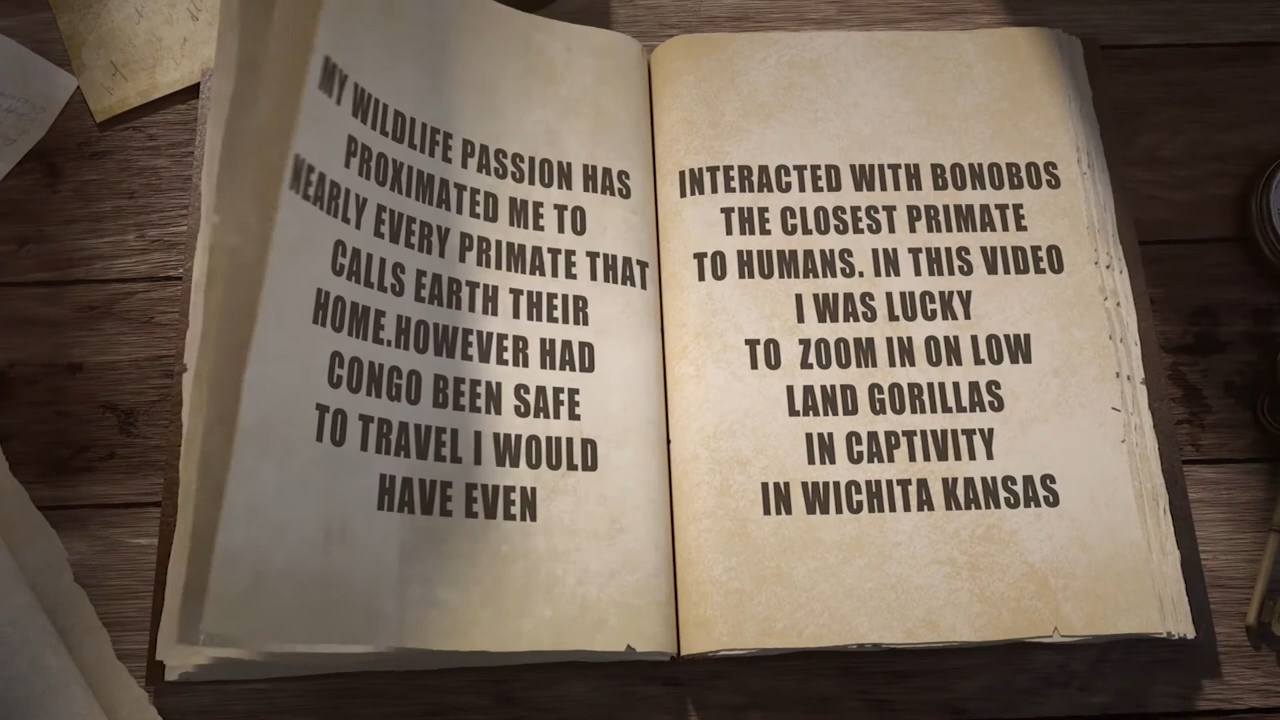 MY WILDLIFE PASSION HAS
PROXIMATED ME TO
NEARLY EVERY PRIMATE THAT
CALLS EARTH THEIR
HOME.HOWEVER HAD
CONGO BEEN SAFE
TO TRAVEL I WOULD
HAVE EVEN
INTERACTED WITH BONOBOS
THE CLOSEST PRIMATE
TO HUMANS. IN THIS VIDEO
I WAS LUCKY
TO  ZOOM IN ON LOW
LAND GORILLAS
IN CAPTIVITY
IN WICHITA KANSAS